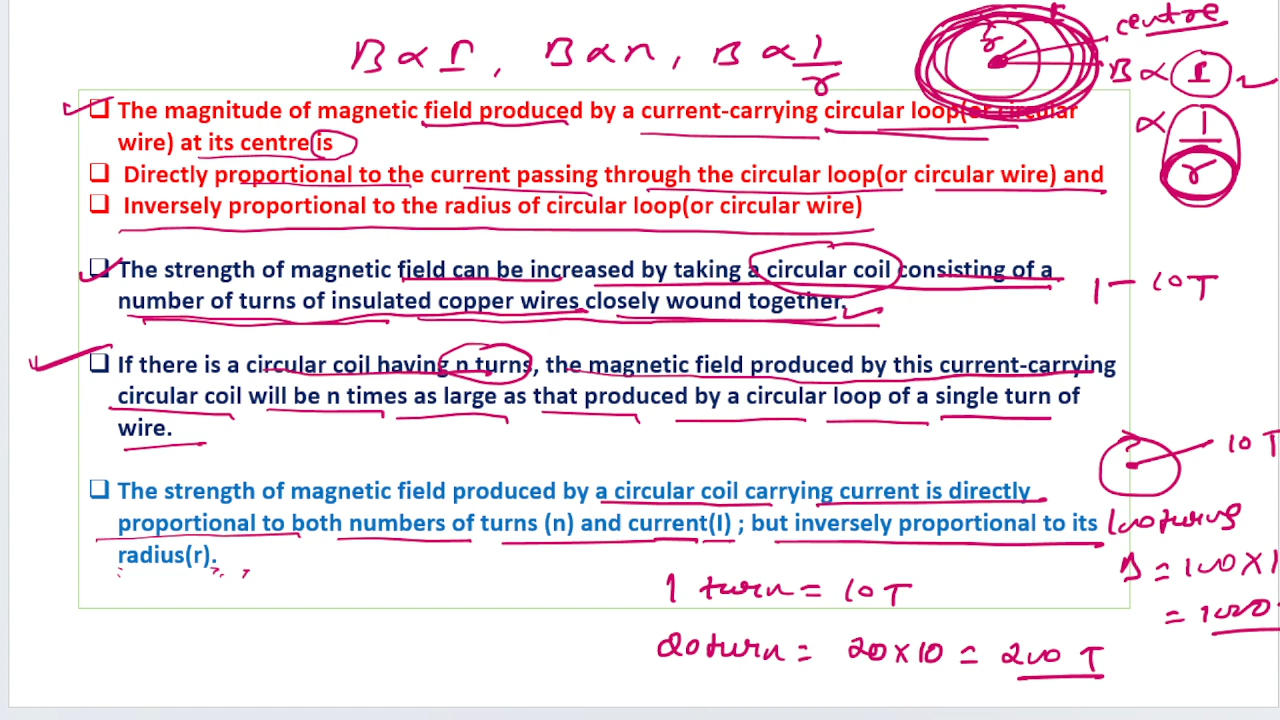 B ∝ I, B ∝ n, B ∝ 1/r
centre
r
B ∝ I
∝ 1/r
❑ The magnitude of magnetic field produced by a current-carrying circular loop(or circular
wire) at its centre is
❑ Directly proportional to the current passing through the circular loop(or circular wire) and
❑ Inversely proportional to the radius of circular loop(or circular wire)
❑ The strength of magnetic field can be increased by taking a circular coil consisting of a
number of turns of insulated copper wires closely wound together.
1 – 10T
❑ If there is a circular coil having n turns, the magnetic field produced by this current-carrying
circular coil will be n times as large as that produced by a circular loop of a single turn of
wire.
10 T
❑ The strength of magnetic field produced by a circular coil carrying current is directly
proportional to both numbers of turns (n) and current(I) ; but inversely proportional to its
radius(r).
100 turns
B = 100×1
= 1000
1 turn = 10 T
20 turn = 20×10 = 200 T